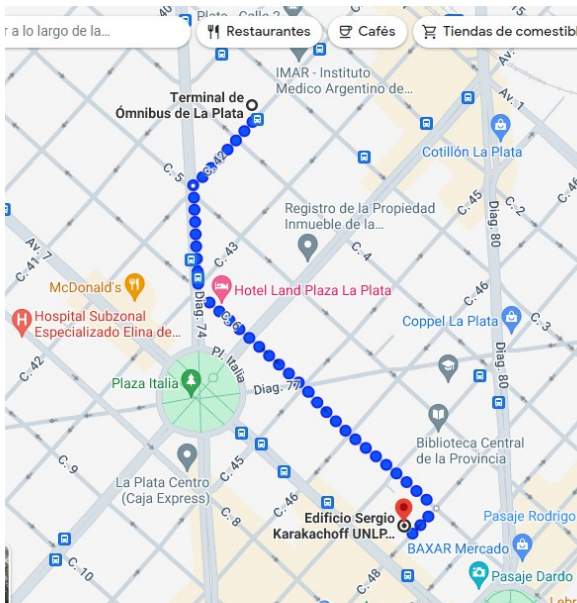 r a lo largo de la...
Restaurantes
Cafés
Tiendas de comestibl
Plata - Calle 2
IMAR - Instituto
Medico Argentino de...
Av. 1
Terminal de
Ómnibus de La Plata
C. 42
C. 5
Cotillón La Plata
C. 45
C. 2
Diag. 80
Registro de la Propiedad
Inmueble de la...
C. 43
C. 4
Av. 7
McDonald's
Hotel Land Plaza La Plata
C. 46
Hospital Subzonal
Especializado Elina de...
Diag. 74
C. 6
Coppel La Plata
C. 3
C. 42
Pl. Italia
Plaza Italia
Diag. 77
Diag. 80
Biblioteca Central
de la Provincia
C. 9
C. 45
La Plata Centro
(Caja Express)
C. 46
C. 8
Edificio Sergio
Karakachoff UNLP...
Pasaje Rodrigo
BAXAR Mercado
C. 10
C. 48
Pasaje Dardo